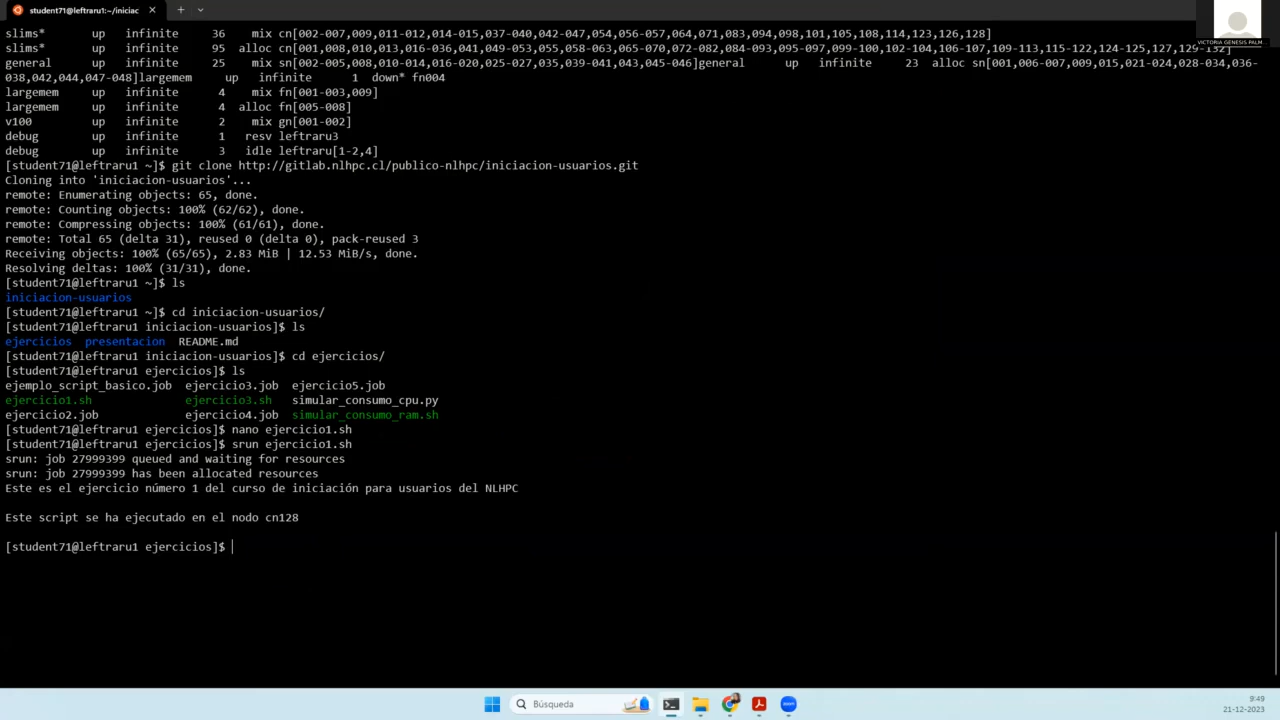 student71@leftraru1:~/iniciac
slims* up infinite 36 mix cn[002-007,009,011-012,014-015,037-040,042-047,054,056-057,064,071,083,094,098,101,105,108,114,123,126,128]
slims* up infinite 95 alloc cn[001,008,010,013,016-036,041,049-053,055,058-063,065-070,072-082,084-093,095-097,099-100,102-104,106-107,109-113,115-122,124-125,127,129-132]
general up infinite 25 mix sn[002-005,008,010-014,016-020,025-027,035,039-041,043,045-046]general up infinite 23 alloc sn[001,006-007,009,015,021-024,028-034,036-
038,042,044,047-048]largemem up infinite 1 down* fn004
largemem up infinite 4 mix fn[001-003,009]
largemem up infinite 4 alloc fn[005-008]
v100 up infinite 2 mix gn[001-002]
debug up infinite 1 resv leftraru3
debug up infinite 3 idle leftraru[1-2,4]
[student71@leftraru1 ~]$ git clone http://gitlab.nlhpc.cl/publico-nlhpc/iniciacion-usuarios.git
Cloning into 'iniciacion-usuarios'...
remote: Enumerating objects: 65, done.
remote: Counting objects: 100% (62/62), done.
remote: Compressing objects: 100% (61/61), done.
remote: Total 65 (delta 31), reused 0 (delta 0), pack-reused 3
Receiving objects: 100% (65/65), 2.83 MiB | 12.53 MiB/s, done.
Resolving deltas: 100% (31/31), done.
[student71@leftraru1 ~]$ ls
iniciacion-usuarios
[student71@leftraru1 ~]$ cd iniciacion-usuarios/
[student71@leftraru1 iniciacion-usuarios]$ ls
ejercicios presentacion README.md
[student71@leftraru1 iniciacion-usuarios]$ cd ejercicios/
[student71@leftraru1 ejercicios]$ ls
ejemplo_script_basico.job ejercicio3.job ejercicio5.job
ejercicio1.sh ejercicio3.sh simular_consumo_cpu.py
ejercicio2.job ejercicio4.job simular_consumo_ram.sh
[student71@leftraru1 ejercicios]$ nano ejercicio1.sh
[student71@leftraru1 ejercicios]$ srun ejercicio1.sh
srun: job 27999399 queued and waiting for resources
srun: job 27999399 has been allocated resources
Este es el ejercicio número 1 del curso de iniciación para usuarios del NLHPC
Este script se ha ejecutado en el nodo cn128
[student71@leftraru1 ejercicios]$
VICTORIA GENESIS PALM...
Búsqueda
zoom
9:49
21-12-2023